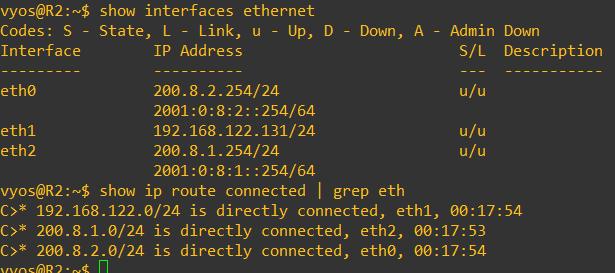 vyos@R2:~$ show interfaces ethernet
Codes: S - State, L - Link, u - Up, D - Down, A - Admin Down
Interface        IP Address                        S/L  Description
---------        ----------                        ---  -----------
eth0             200.8.2.254/24                    u/u
                 2001:0:8:2::254/64
eth1             192.168.122.131/24                u/u
eth2             200.8.1.254/24                    u/u
                 2001:0:8:1::254/64
vyos@R2:~$ show ip route connected | grep eth
C>* 192.168.122.0/24 is directly connected, eth1, 00:17:54
C>* 200.8.1.0/24 is directly connected, eth2, 00:17:53
C>* 200.8.2.0/24 is directly connected, eth0, 00:17:54
vyos@R2:~$